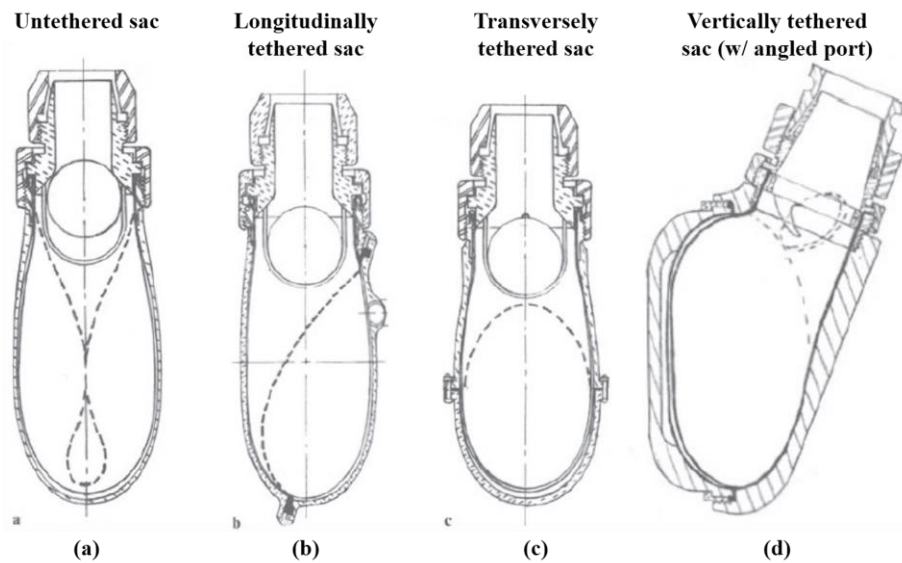 Untethered sac
Longitudinally
tethered sac
Transversely
tethered sac
Vertically tethered
sac (w/ angled port)
a
b
c
(a)
(b)
(c)
(d)